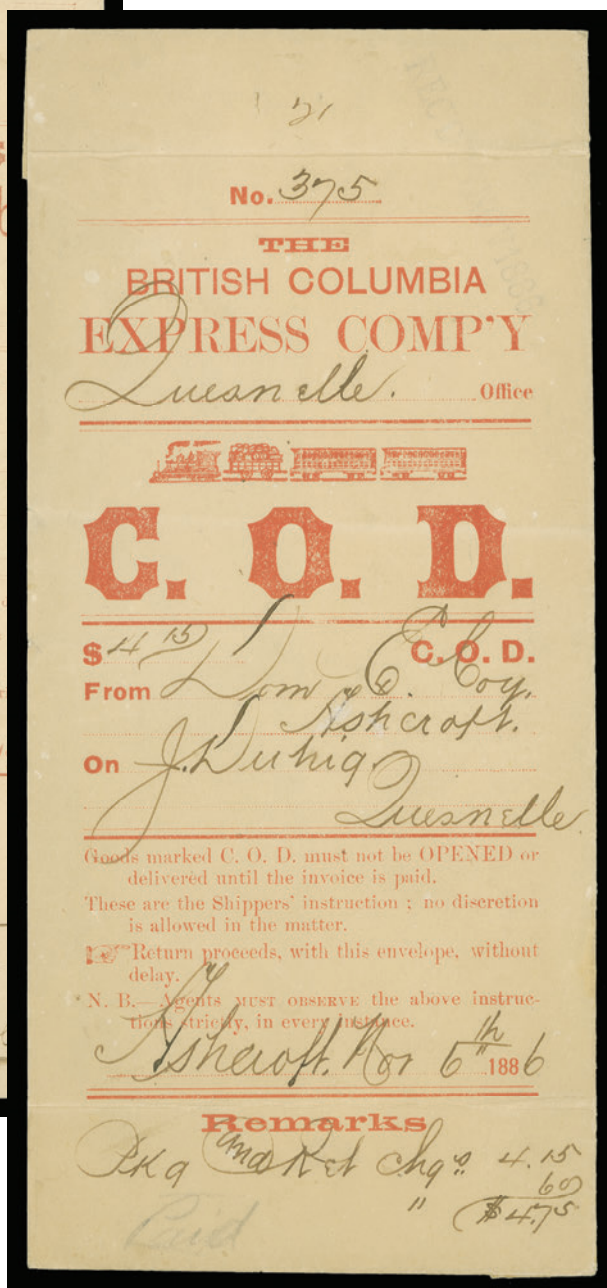 21
No. 375
THE
BRITISH COLUMBIA
EXPRESS COMP'Y
Quesnelle. Office
C. O. D.
$ 4 15 C. O. D.
From Dom E. Coy.
Ashcroft.
On J. Duhig
Quesnelle
Goods marked C. O. D. must not be OPENED or
delivered until the invoice is paid.
These are the Shippers' instruction ; no discretion
is allowed in the matter.
Return proceeds, with this envelope, without
delay.
N. B.—Agents MUST OBSERVE the above instruc-
tions strictly, in every instance.
Ashcroft. Nov 6th 1886
Remarks
Pkg and Ret Chgs 4.15
" 60
$4.75
Paid